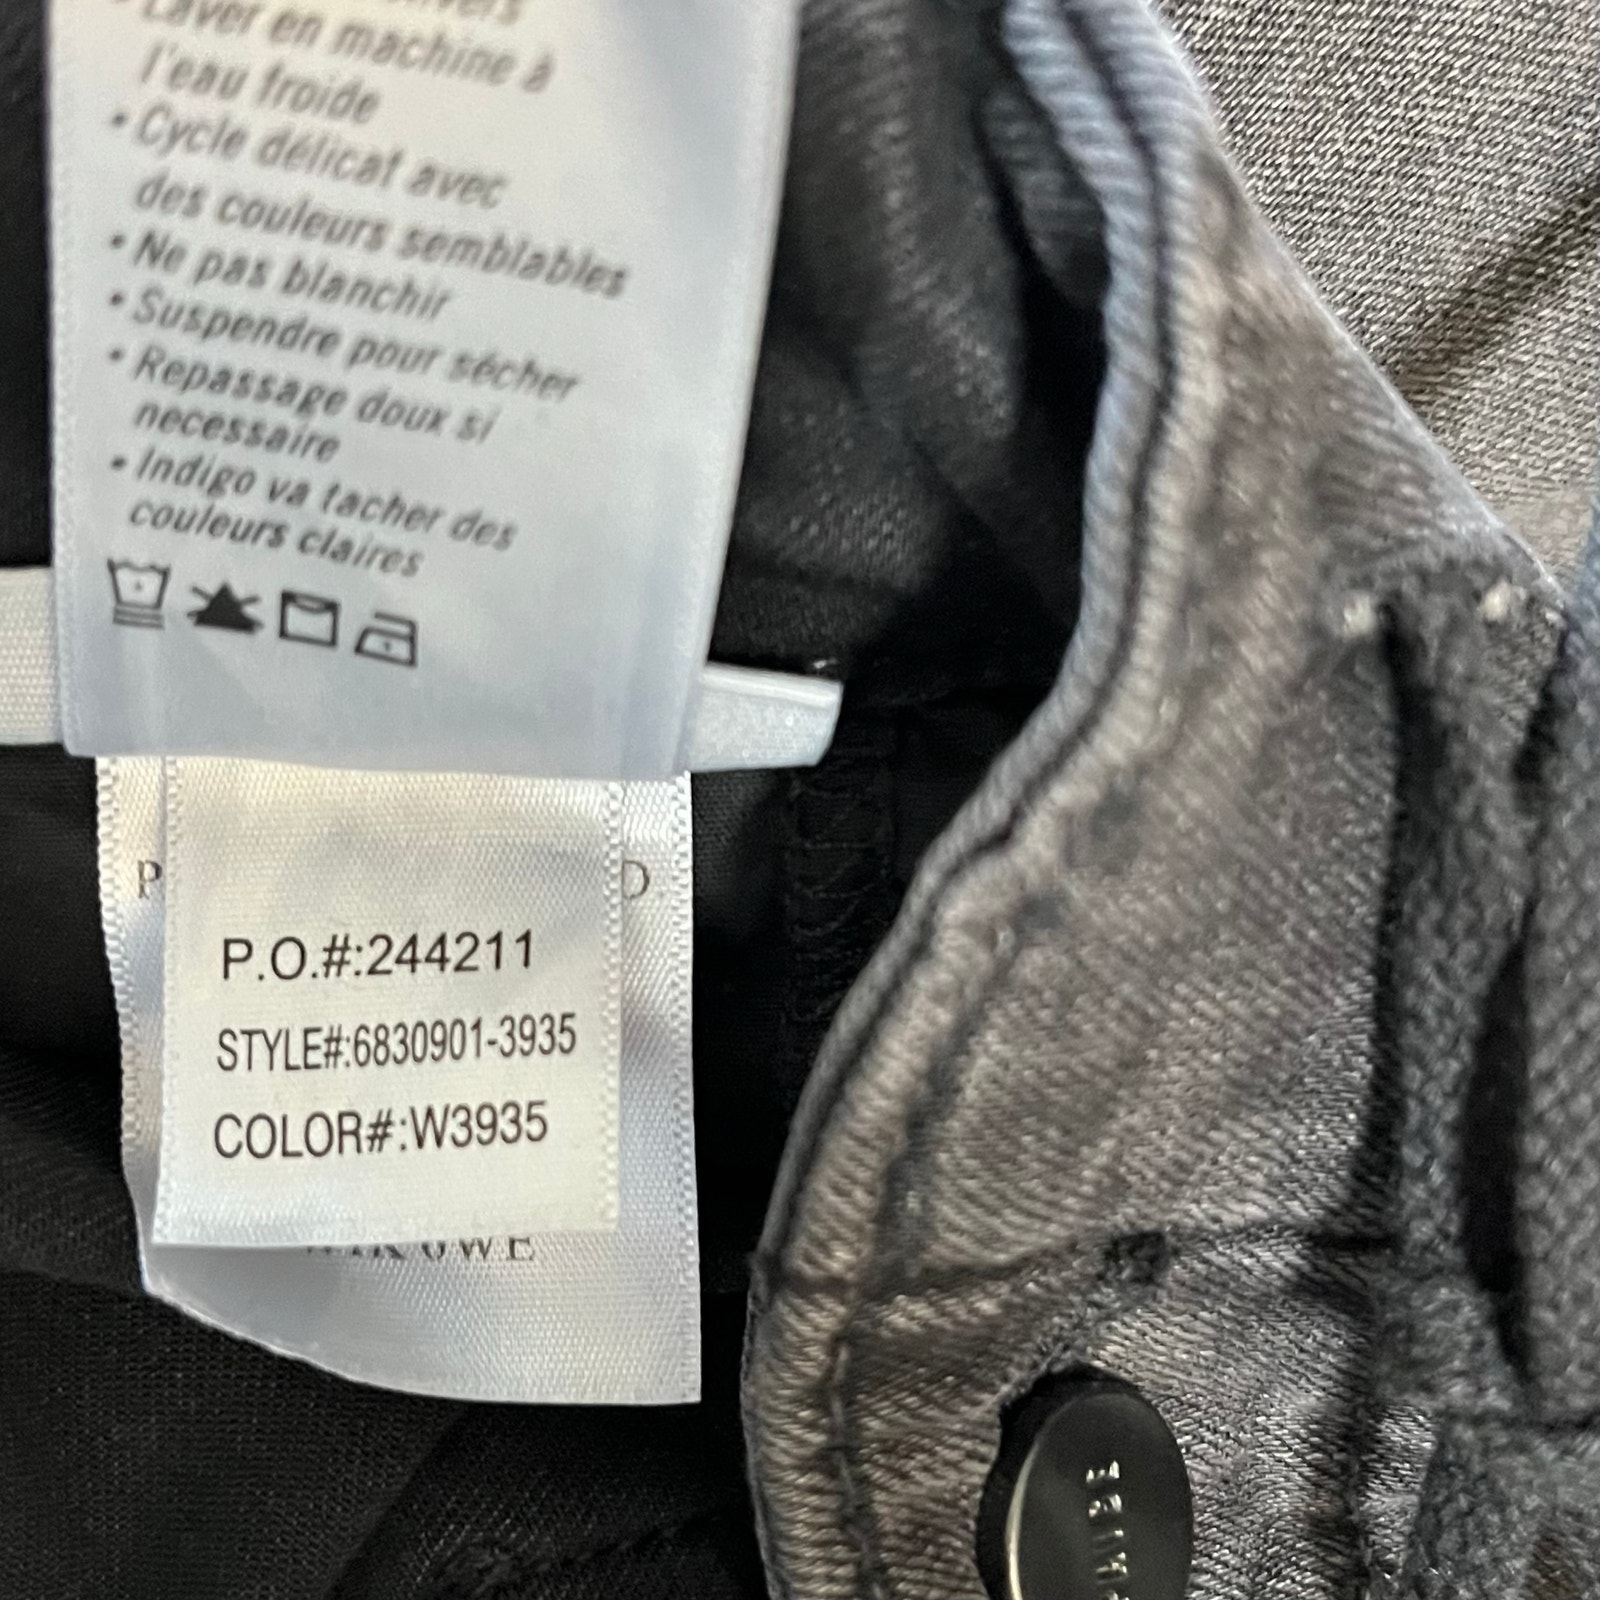 • Laver en machine à
l'eau froide
• Cycle délicat avec
des couleurs semblables
• Ne pas blanchir
• Suspendre pour sécher
• Repassage doux si
necessaire
• Indigo va tacher des
couleurs claires
P D.
P.O.#:244211
STYLE#:6830901-3935
COLOR#:W3935